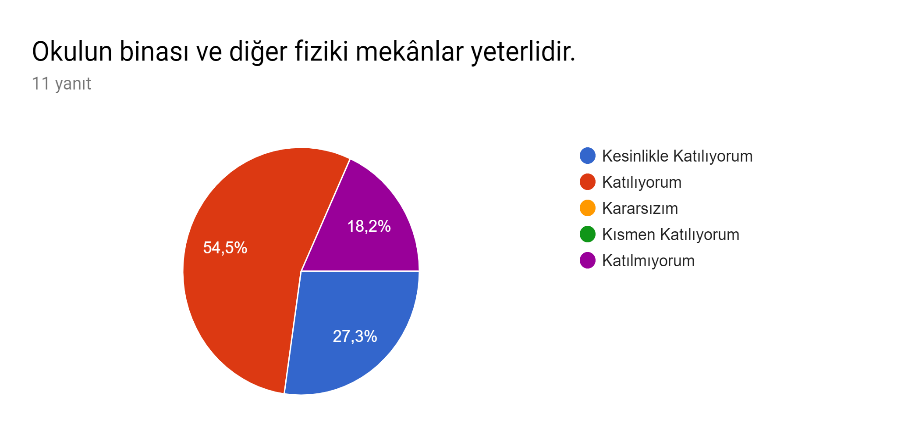 Okulun binası ve diğer fiziki mekânlar yeterlidir.
11 yanıt
Kesinlikle Katılıyorum
Katılıyorum
Kararsızım
Kısmen Katılıyorum
Katılmıyorum
18,2%
54,5%
27,3%